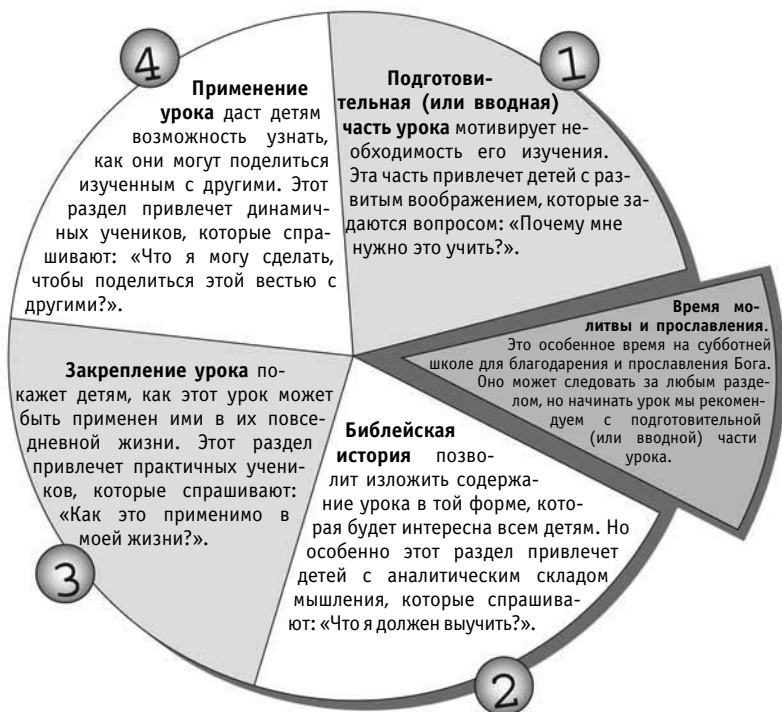 1
Подготови-
тельная (или вводная)
часть урока мотивирует не-
обходимость его изучения.
Эта часть привлечет детей с раз-
витым воображением, которые за-
даются вопросом: «Почему мне
нужно это учить?».
Время мо-
литвы и прославления.
Это особенное время на субботней
школе для благодарения и прославления Бога.
Оно может следовать за любым разде-
лом, но начинать урок мы рекомен-
дуем с подготовительной
(или вводной) части
урока.
2
Библейская
история позво-
лит изложить содержа-
ние урока в той форме, кото-
рая будет интересна всем детям. Но
особенно этот раздел привлечет
детей с аналитическим складом
мышления, которые спрашива-
ют: «Что я должен выучить?».
3
Закрепление урока по-
кажет детям, как этот урок может
быть применен ими в их повсе-
дневной жизни. Этот раздел
привлечет практичных учени-
ков, которые спрашивают:
«Как это применимо в
моей жизни?».
4
Применение
урока даст детям
возможность узнать,
как они могут поделиться
изученным с другими. Этот
раздел привлечет динамич-
ных учеников, которые спра-
шивают: «Что я могу сделать,
чтобы поделиться этой вестью с
другими?».